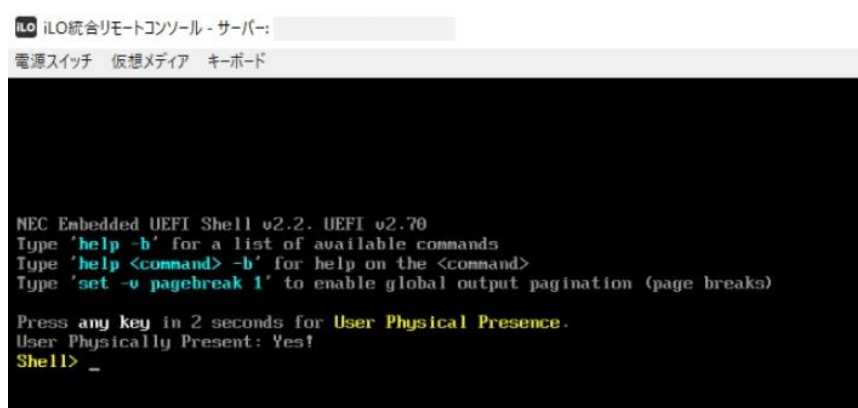 iLO iLO統合リモートコンソール - サーバー:
電源スイッチ 仮想メディア キーボード
NEC Embedded UEFI Shell v2.2. UEFI v2.70
Type 'help -b' for a list of available commands
Type 'help <command> -b' for help on the <command>
Type 'set -v pagebreak 1' to enable global output pagination (page breaks)
Press any key in 2 seconds for User Physical Presence.
User Physically Present: Yes!
Shell> _